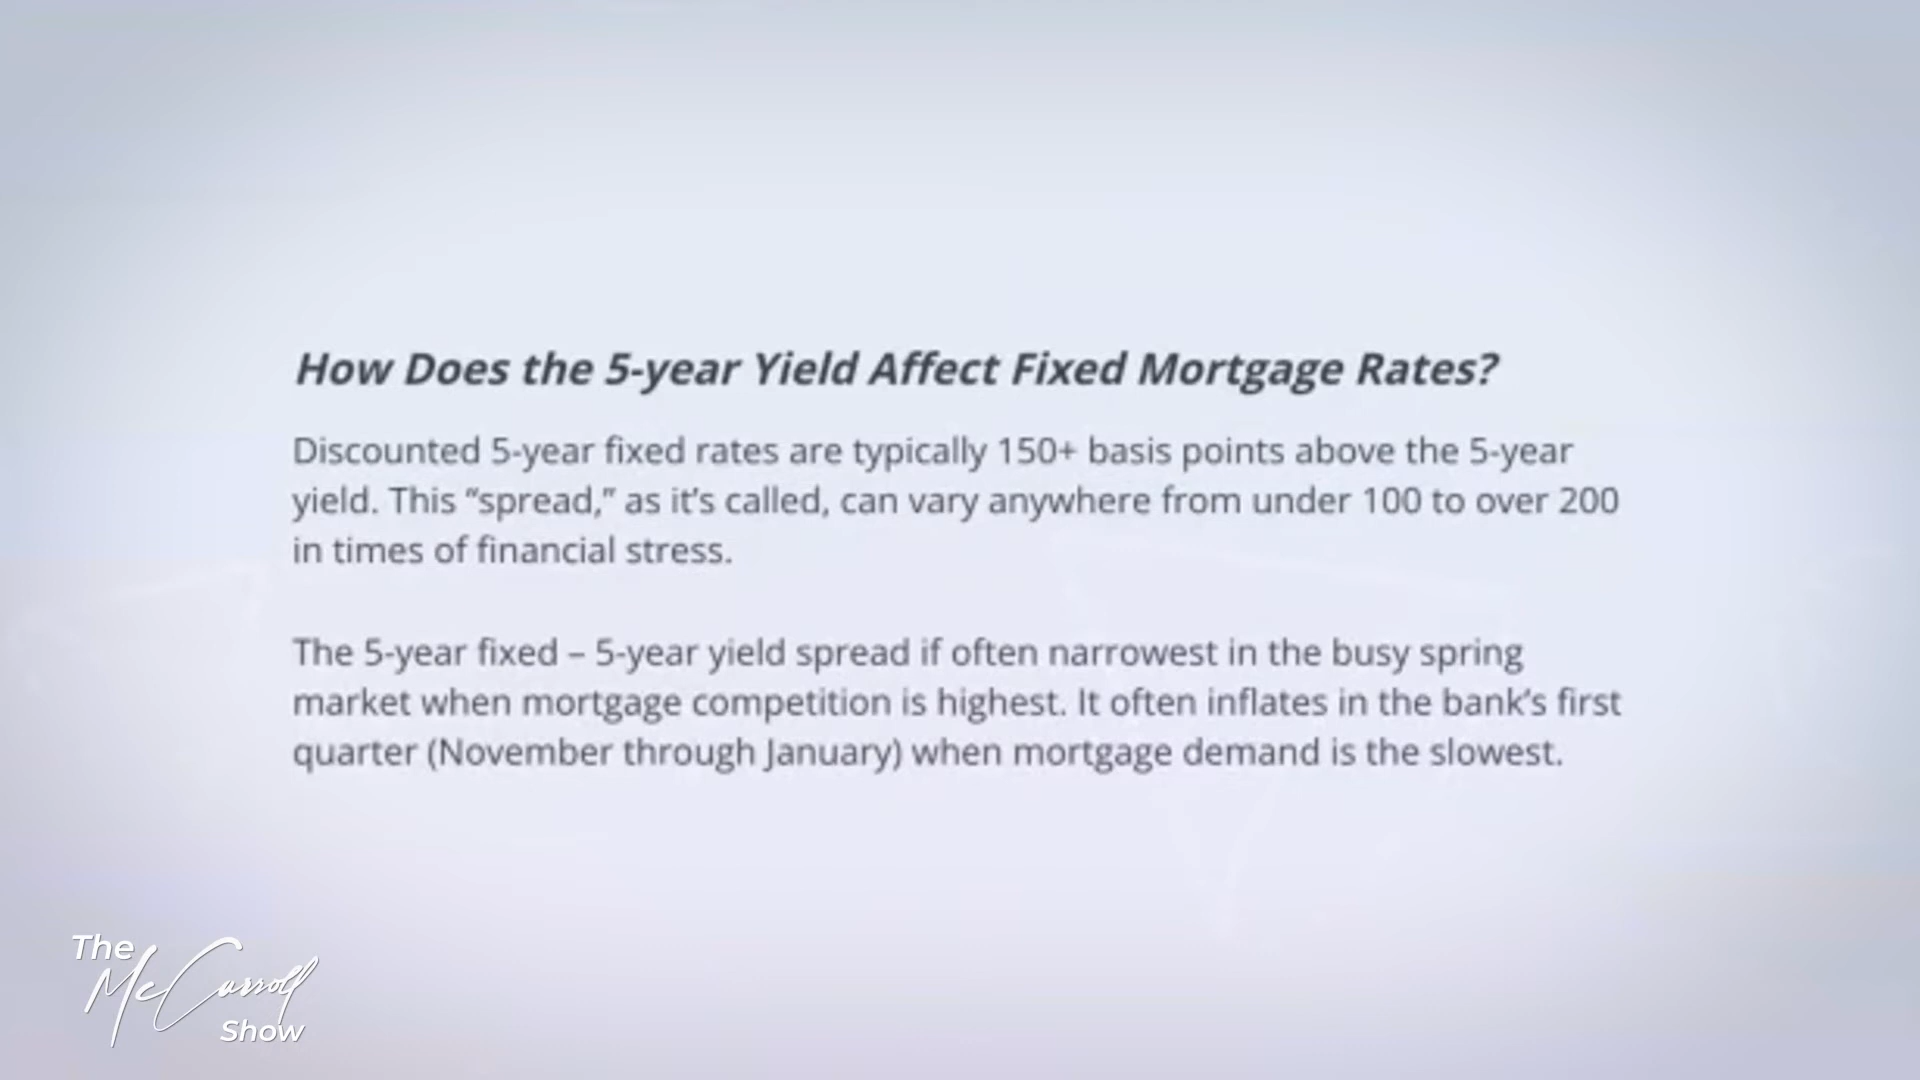 How Does the 5-year Yield Affect Fixed Mortgage Rates?
Discounted 5-year fixed rates are typically 150+ basis points above the 5-year
yield. This “spread,” as it’s called, can vary anywhere from under 100 to over 200
in times of financial stress.
The 5-year fixed – 5-year yield spread if often narrowest in the busy spring
market when mortgage competition is highest. It often inflates in the bank’s first
quarter (November through January) when mortgage demand is the slowest.
The
McCarroll
Show